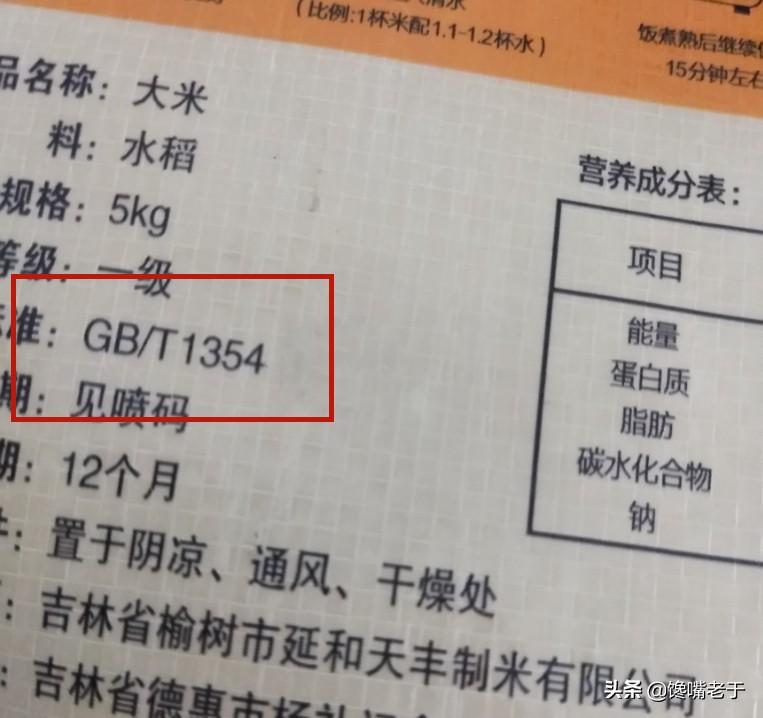 (比例:1杯米配1.1-1.2杯水)
饭煮熟后继续
15分钟左右
品名称: 大米
料: 水稻
规格: 5kg
等级: 一级
标准: GB/T1354
期: 见喷码
期: 12个月
置于阴凉、通风、干燥处
吉林省榆树市延和天丰制米有限公司
吉林省德惠市
营养成分表:
项目
能量
蛋白质
脂肪
碳水化合物
钠
头条 @馋嘴老于